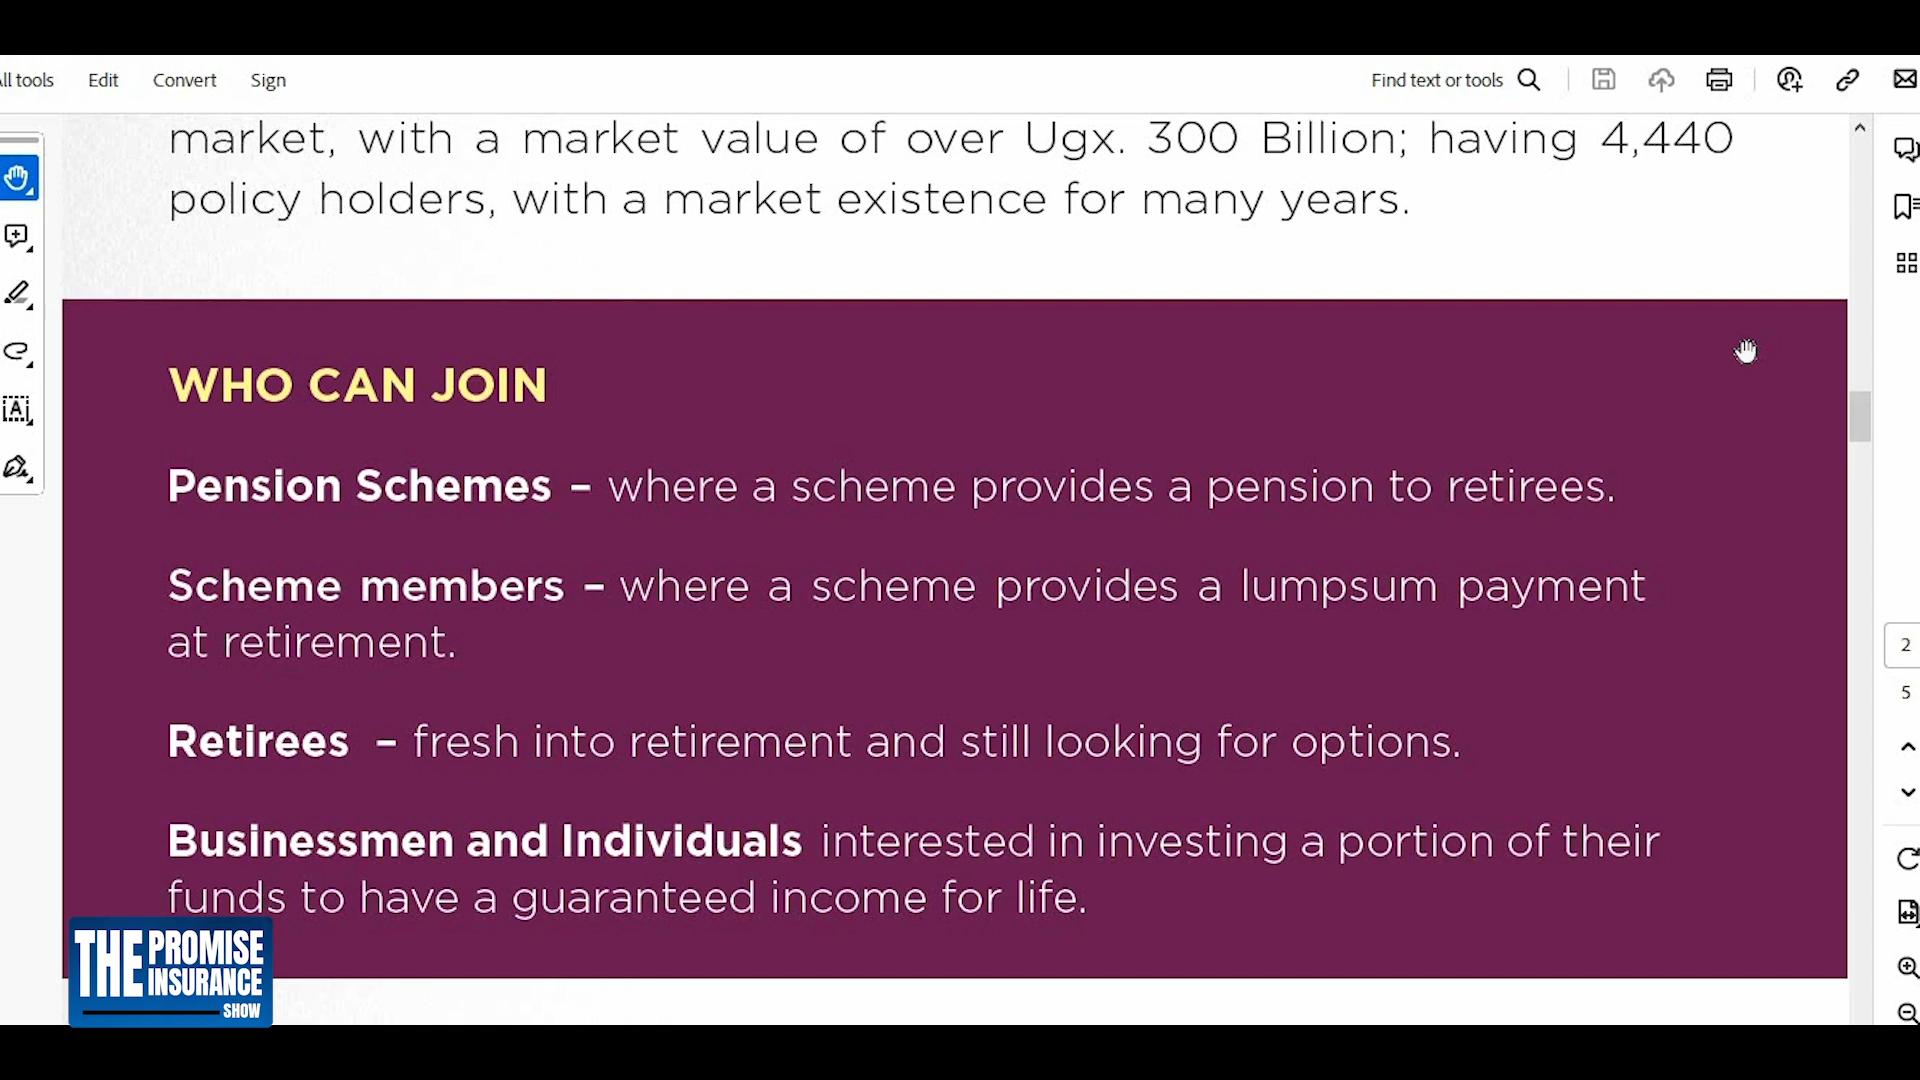 ll tools Edit Convert Sign Find text or tools
market, with a market value of over Ugx. 300 Billion; having 4,440
policy holders, with a market existence for many years.
WHO CAN JOIN
Pension Schemes – where a scheme provides a pension to retirees.
Scheme members – where a scheme provides a lumpsum payment
at retirement.
Retirees – fresh into retirement and still looking for options.
Businessmen and Individuals interested in investing a portion of their
funds to have a guaranteed income for life.
2
5
THE PROMISE
INSURANCE
SHOW